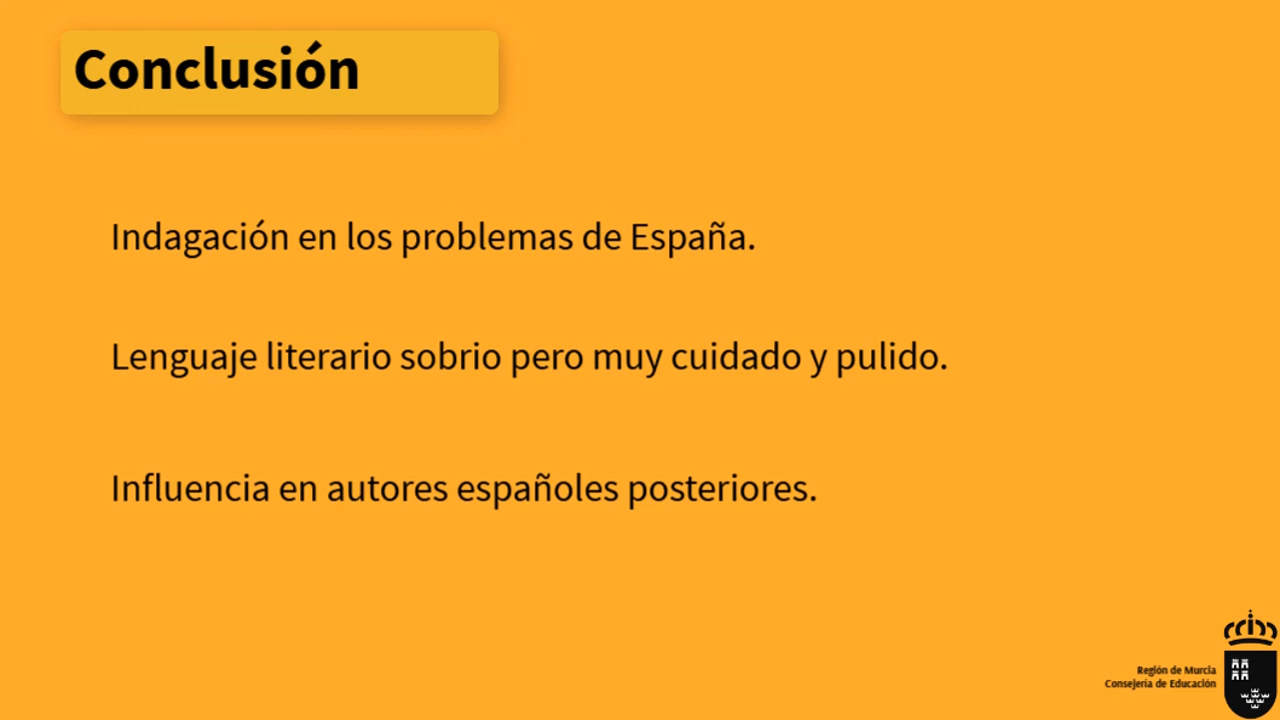 Conclusión
Indagación en los problemas de España.
Lenguaje literario sobrio pero muy cuidado y pulido.
Influencia en autores españoles posteriores.
Región de Murcia
Consejería de Educación